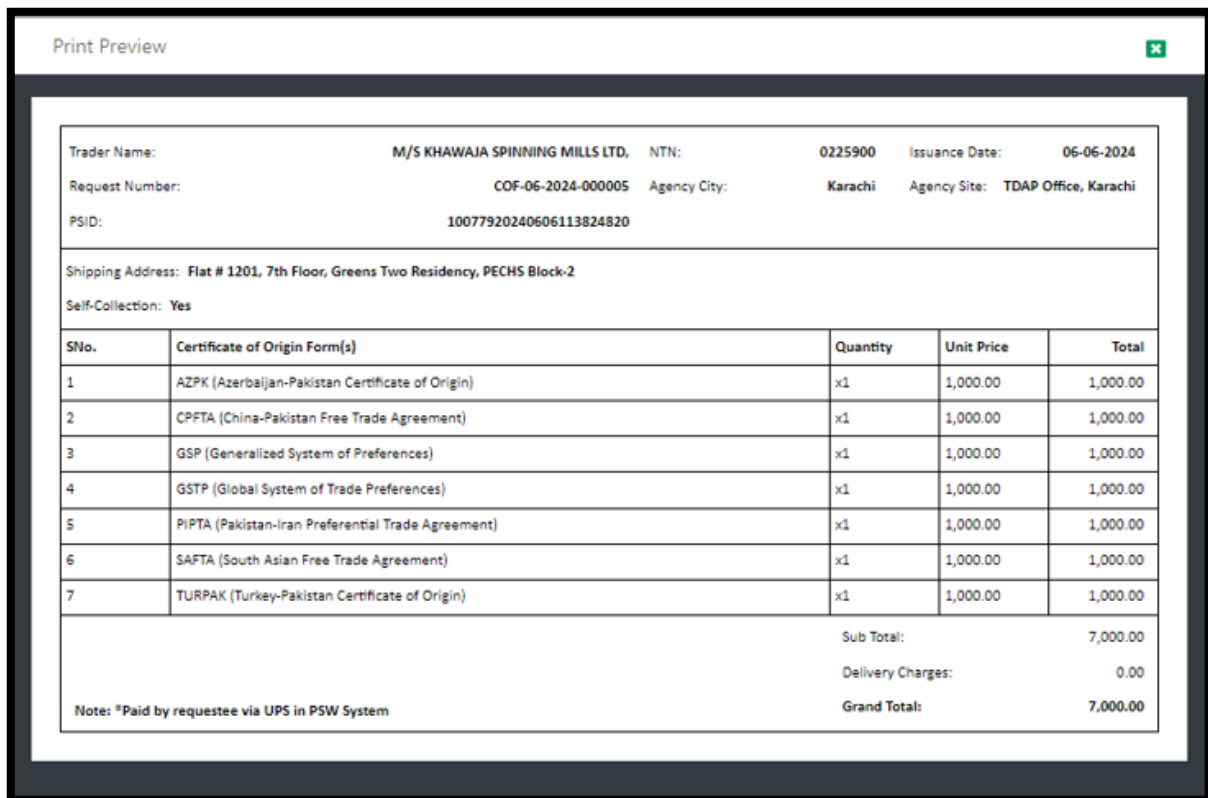 Print Preview
Trader Name: M/S KHAWAJA SPINNING MILLS LTD, NTN: 0225900 Issuance Date: 06-06-2024
Request Number: COF-06-2024-000005 Agency City: Karachi Agency Site: TDAP Office, Karachi
PSID: 10077920240606113824820
Shipping Address: Flat # 1201, 7th Floor, Greens Two Residency, PECHS Block-2
Self-Collection: Yes
SNo. Certificate of Origin Form(s) Quantity Unit Price Total
1 AZPK (Azerbaijan-Pakistan Certificate of Origin) x1 1,000.00 1,000.00
2 CPFTA (China-Pakistan Free Trade Agreement) x1 1,000.00 1,000.00
3 GSP (Generalized System of Preferences) x1 1,000.00 1,000.00
4 GSTP (Global System of Trade Preferences) x1 1,000.00 1,000.00
5 PIPTA (Pakistan-Iran Preferential Trade Agreement) x1 1,000.00 1,000.00
6 SAFTA (South Asian Free Trade Agreement) x1 1,000.00 1,000.00
7 TURPAK (Turkey-Pakistan Certificate of Origin) x1 1,000.00 1,000.00
Sub Total: 7,000.00
Delivery Charges: 0.00
Note: *Paid by requestee via UPS in PSW System Grand Total: 7,000.00